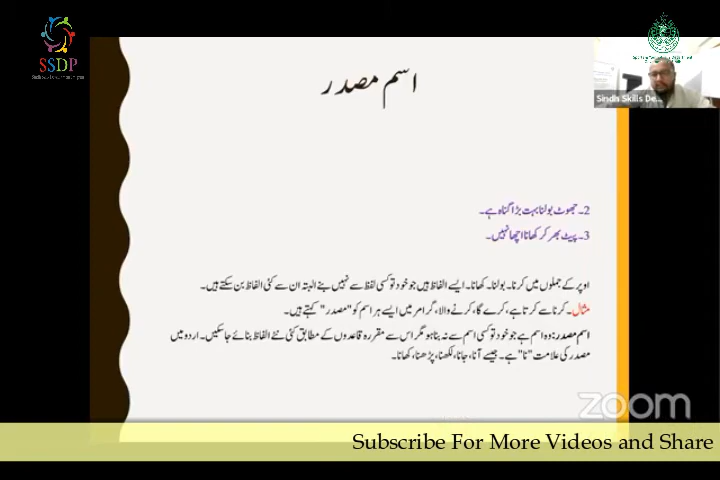 SSDP
اسم مصدر
Sindh Skills De...
2۔ جھوٹ بولنا بہت بڑا گناہ ہے۔
3۔ پیٹ بھر کر کھانا اچھا نہیں۔
اوپر کے جملوں میں کرنا۔ بولنا۔ کھانا۔ ایسے الفاظ ہیں جو خود تو کسی لفظ سے نہیں بنے البتہ ان سے کئی الفاظ بن سکتے ہیں۔
مثال۔ کرنا سے کرتا ہے، کرے گا، کرنے والا، گرامر میں ایسے ہر اسم کو "مصدر" کہتے ہیں۔
اسم مصدر: وہ اسم ہے جو خود تو کسی اسم سے نہ بنا ہو مگر اس سے مقررہ قاعدوں کے مطابق کئی نئے الفاظ بنائے جا سکیں۔ اردو میں
مصدر کی علامت "نا" ہے۔ جیسے آنا، جانا، لکھنا، پڑھنا، کھانا۔
zoom
Subscribe For More Videos and Share